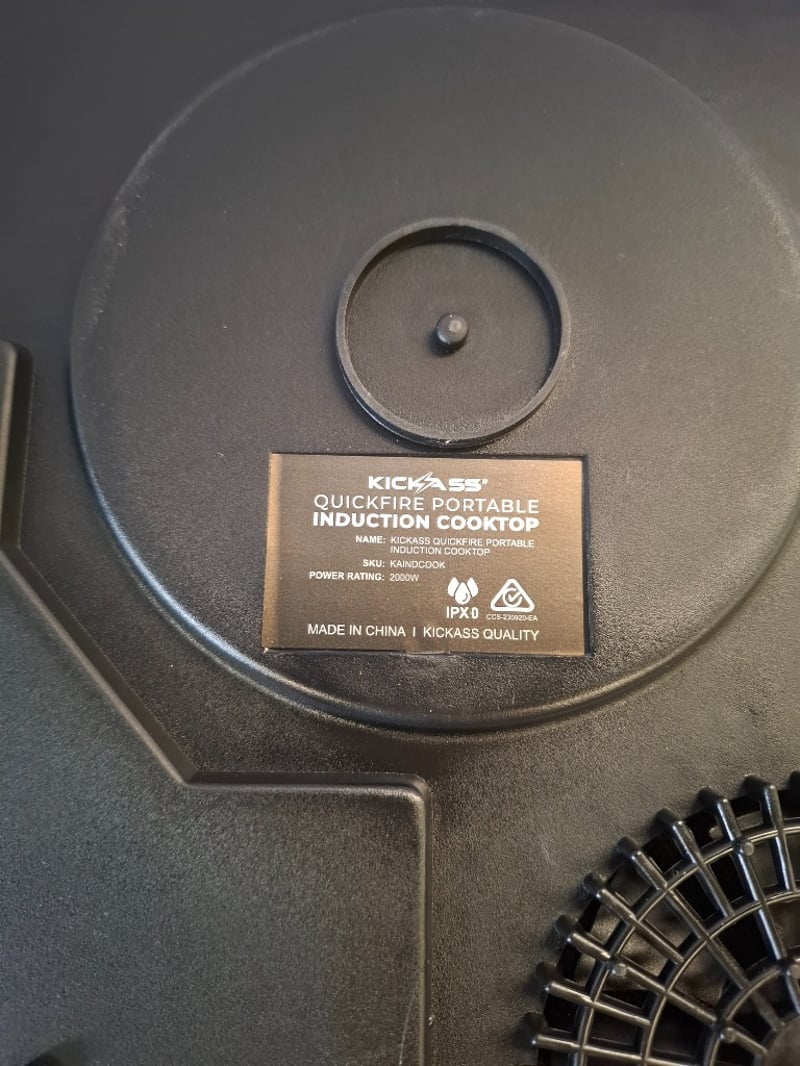 KICKASS®
QUICKFIRE PORTABLE
INDUCTION COOKTOP
NAME: KICKASS QUICKFIRE PORTABLE
INDUCTION COOKTOP
SKU: KAINDCOOK
POWER RATING: 2000W
IPX0
CCS-230920-EA
MADE IN CHINA I KICKASS QUALITY